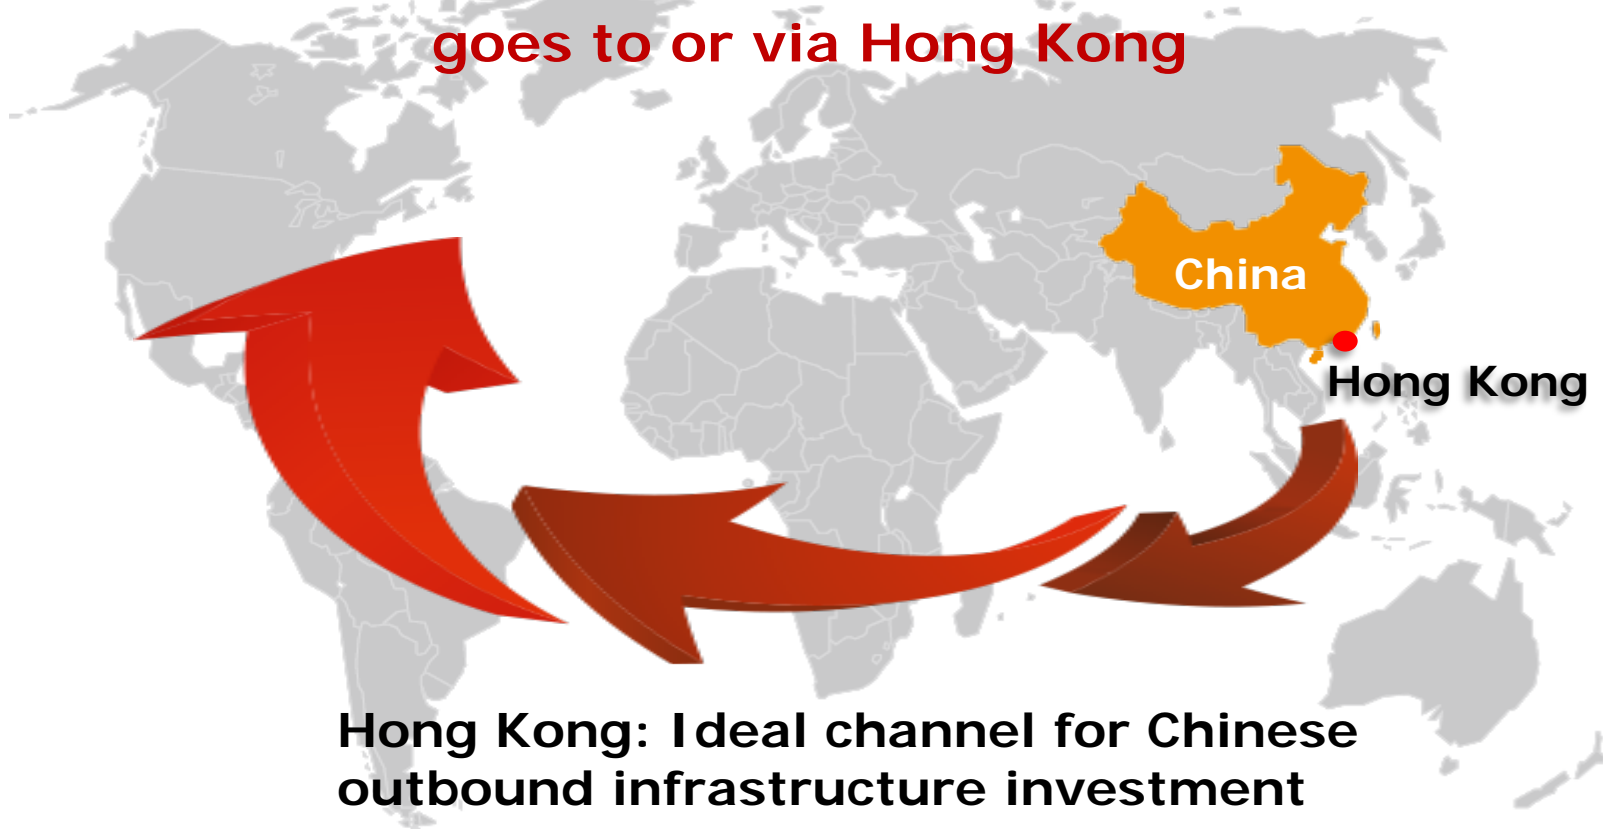 goes to or via Hong Kong
China
Hong Kong
Hong Kong: Ideal channel for Chinese
outbound infrastructure investment